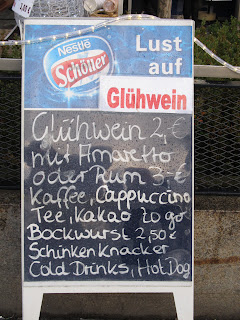 Nestlé
Schöller
Lust
auf
Glühwein
Glühwein 2,-€
mit Amaretto
oder Rum 3,-€
Kaffee, Cappuccino
Tee, Kakao to go
Bockwurst 2,50 €
Schinkenknacker
Cold Drinks, Hot Dog